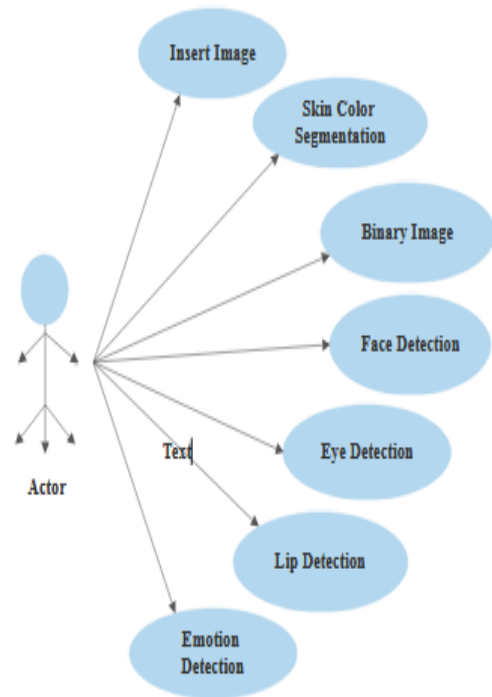 Insert Image
Skin Color
Segmentation
Binary Image
Face Detection
Eye Detection
Text
Actor
Lip Detection
Emotion
Detection